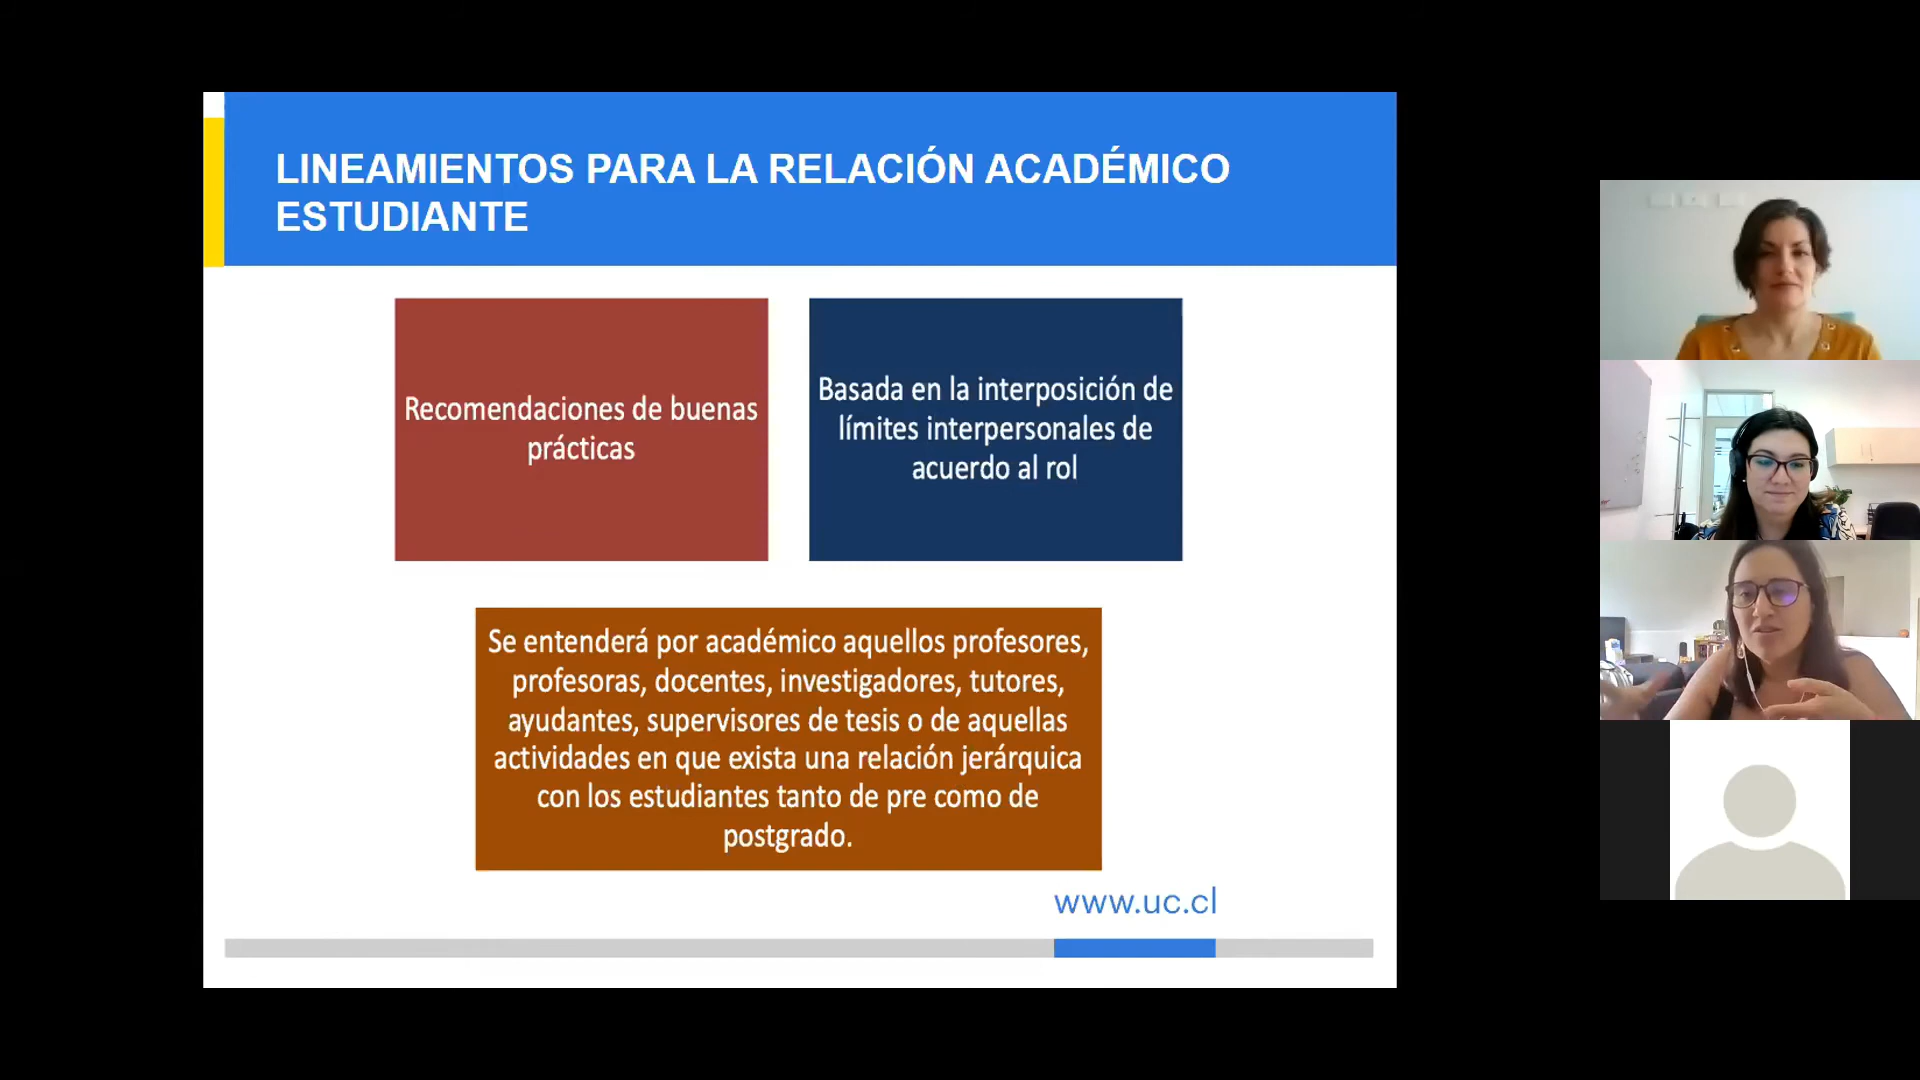 LINEAMIENTOS PARA LA RELACIÓN ACADÉMICO
ESTUDIANTE
Recomendaciones de buenas
prácticas
Basada en la interposición de
límites interpersonales de
acuerdo al rol
Se entenderá por académico aquellos profesores,
profesoras, docentes, investigadores, tutores,
ayudantes, supervisores de tesis o de aquellas
actividades en que exista una relación jerárquica
con los estudiantes tanto de pre como de
postgrado.
www.uc.cl